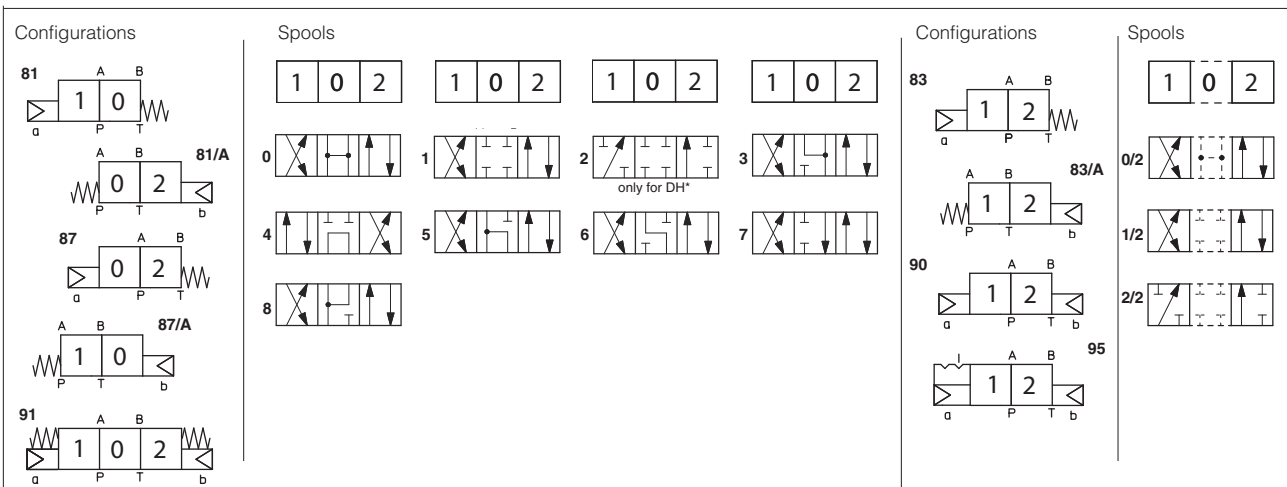 Configurations
Spools
Configurations
Spools
81
A B
1 0
a P T
81/A
A B
0 2
P T b
87
A B
0 2
a P T
87/A
A B
1 0
P T b
91
A B
1 0 2
a P T b
1 0 2
1 0 2
1 0 2
1 0 2
0
1
2
3
only for DH*
4
5
6
7
8
83
A B
1 2
a P T
83/A
A B
1 2
P T b
90
A B
1 2
a P T b
95
A B
1 2
a P T b
1 0 2
0/2
1/2
2/2